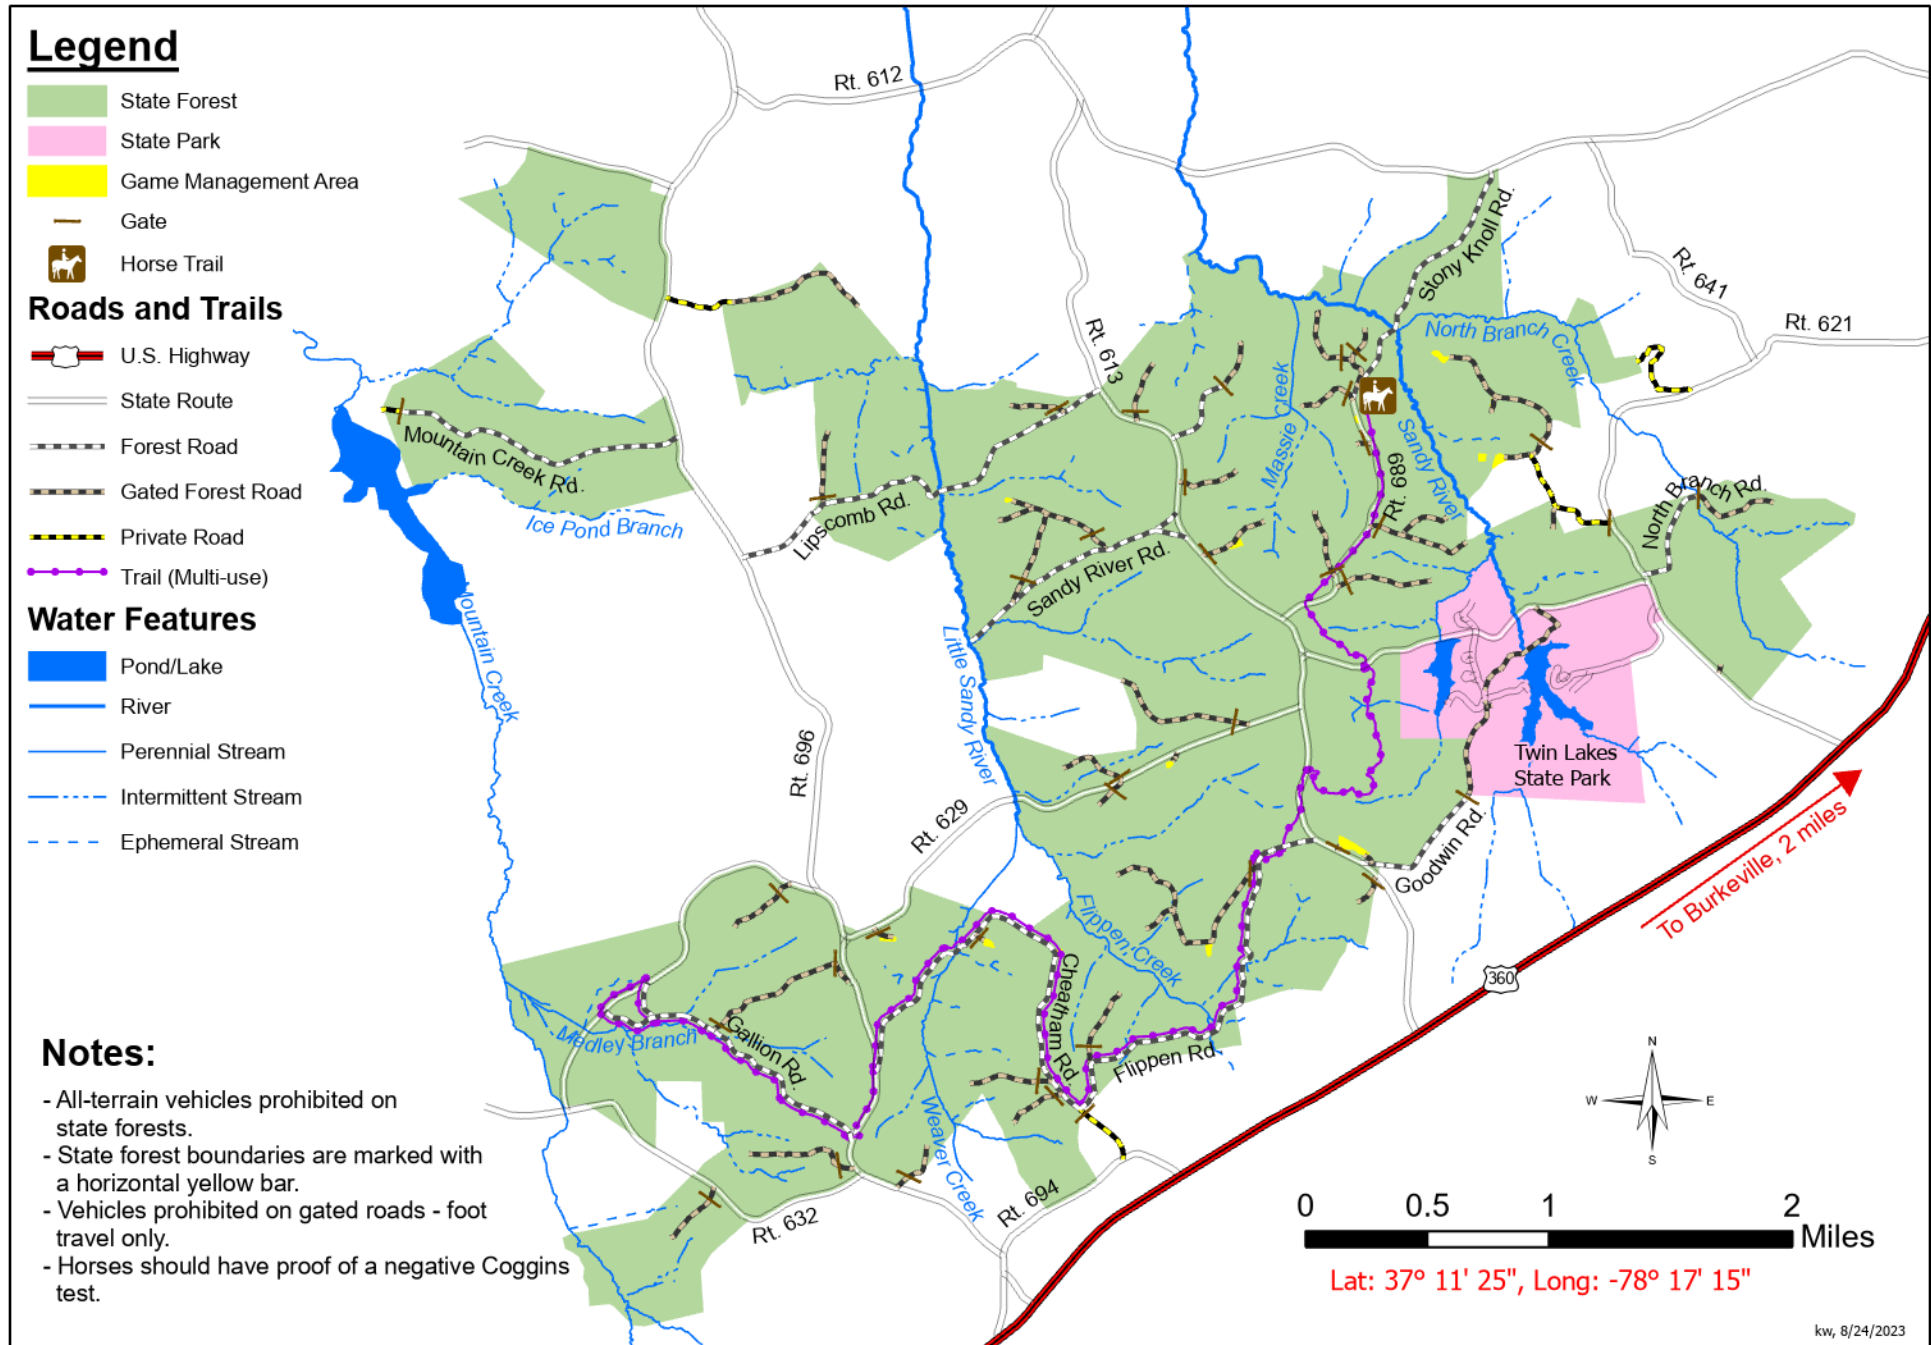 Legend
State Forest
State Park
Game Management Area
Gate
Horse Trail
Roads and Trails
U.S. Highway
State Route
Forest Road
Gated Forest Road
Private Road
Trail (Multi-use)
Water Features
Pond/Lake
River
Perennial Stream
Intermittent Stream
Ephemeral Stream
Notes:
- All-terrain vehicles prohibited on
state forests.
- State forest boundaries are marked with
a horizontal yellow bar.
- Vehicles prohibited on gated roads - foot
travel only.
- Horses should have proof of a negative Coggins
test.
Rt. 612
Stony Knoll Rd.
Rt. 641
Rt. 621
Rt. 613
North Branch Creek
Massie Creek
Mountain Creek Rd.
Sandy River
Rt. 689
North Branch Rd.
Lipscomb Rd.
Ice Pond Branch
Sandy River Rd.
Mountain Creek
Little Sandy River
Rt. 696
Twin Lakes
State Park
Rt. 629
Goodwin Rd.
To Burkeville, 2 miles
Flippen Creek
360
Cheatham Rd.
Medley Branch
Gallion Rd.
Flippen Rd.
Weaver Creek
Rt. 694
Rt. 632
N
W
E
S
0 0.5 1 2
Miles
Lat: 37° 11' 25", Long: -78° 17' 15"
kw, 8/24/2023